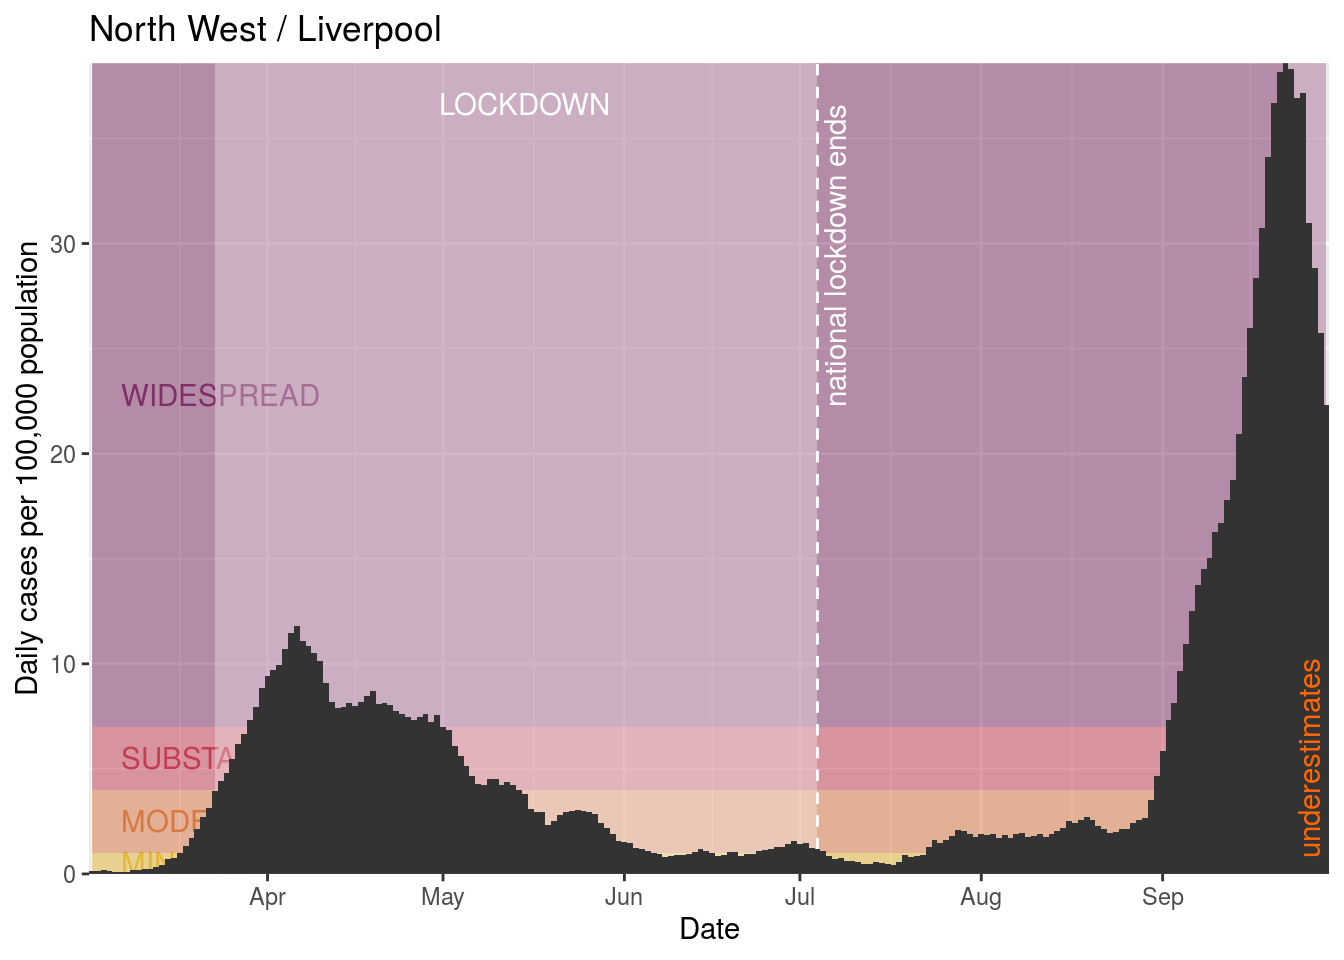 North West / Liverpool
LOCKDOWN
national lockdown ends
WIDESPREAD
SUBSTA
MODE
MIN
underestimates
Daily cases per 100,000 population
30
20
10
0
Apr
May
Jun
Jul
Aug
Sep
Date